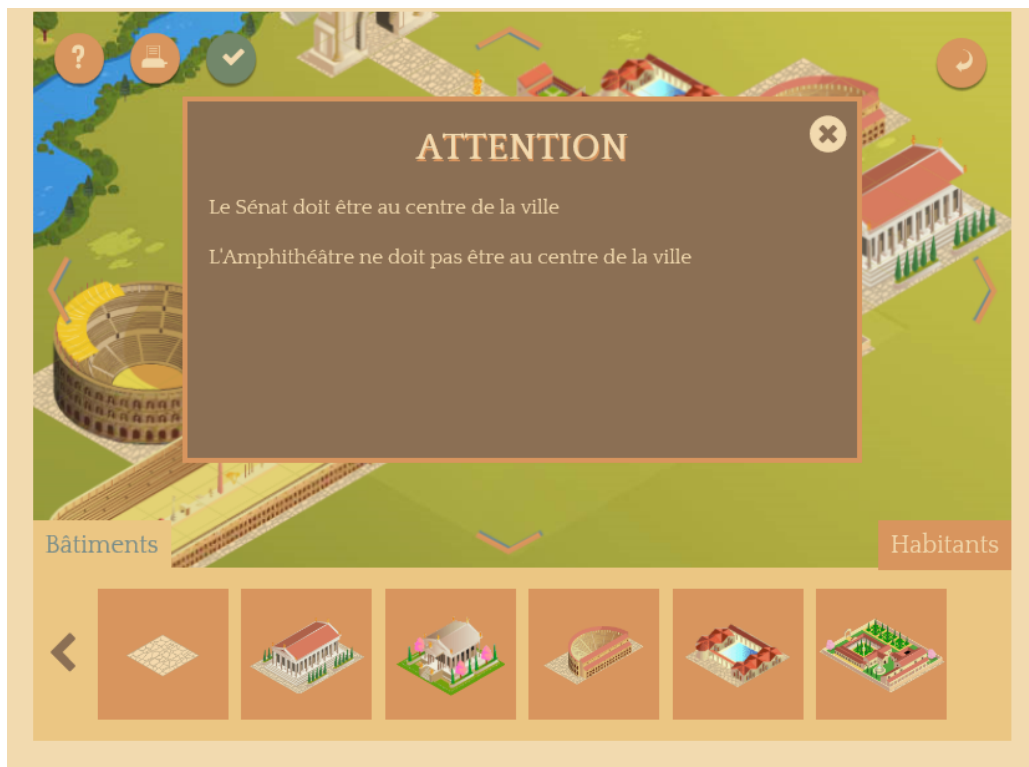 ?
ATTENTION
Le Sénat doit être au centre de la ville
L'Amphithéâtre ne doit pas être au centre de la ville
Bâtiments
Habitants